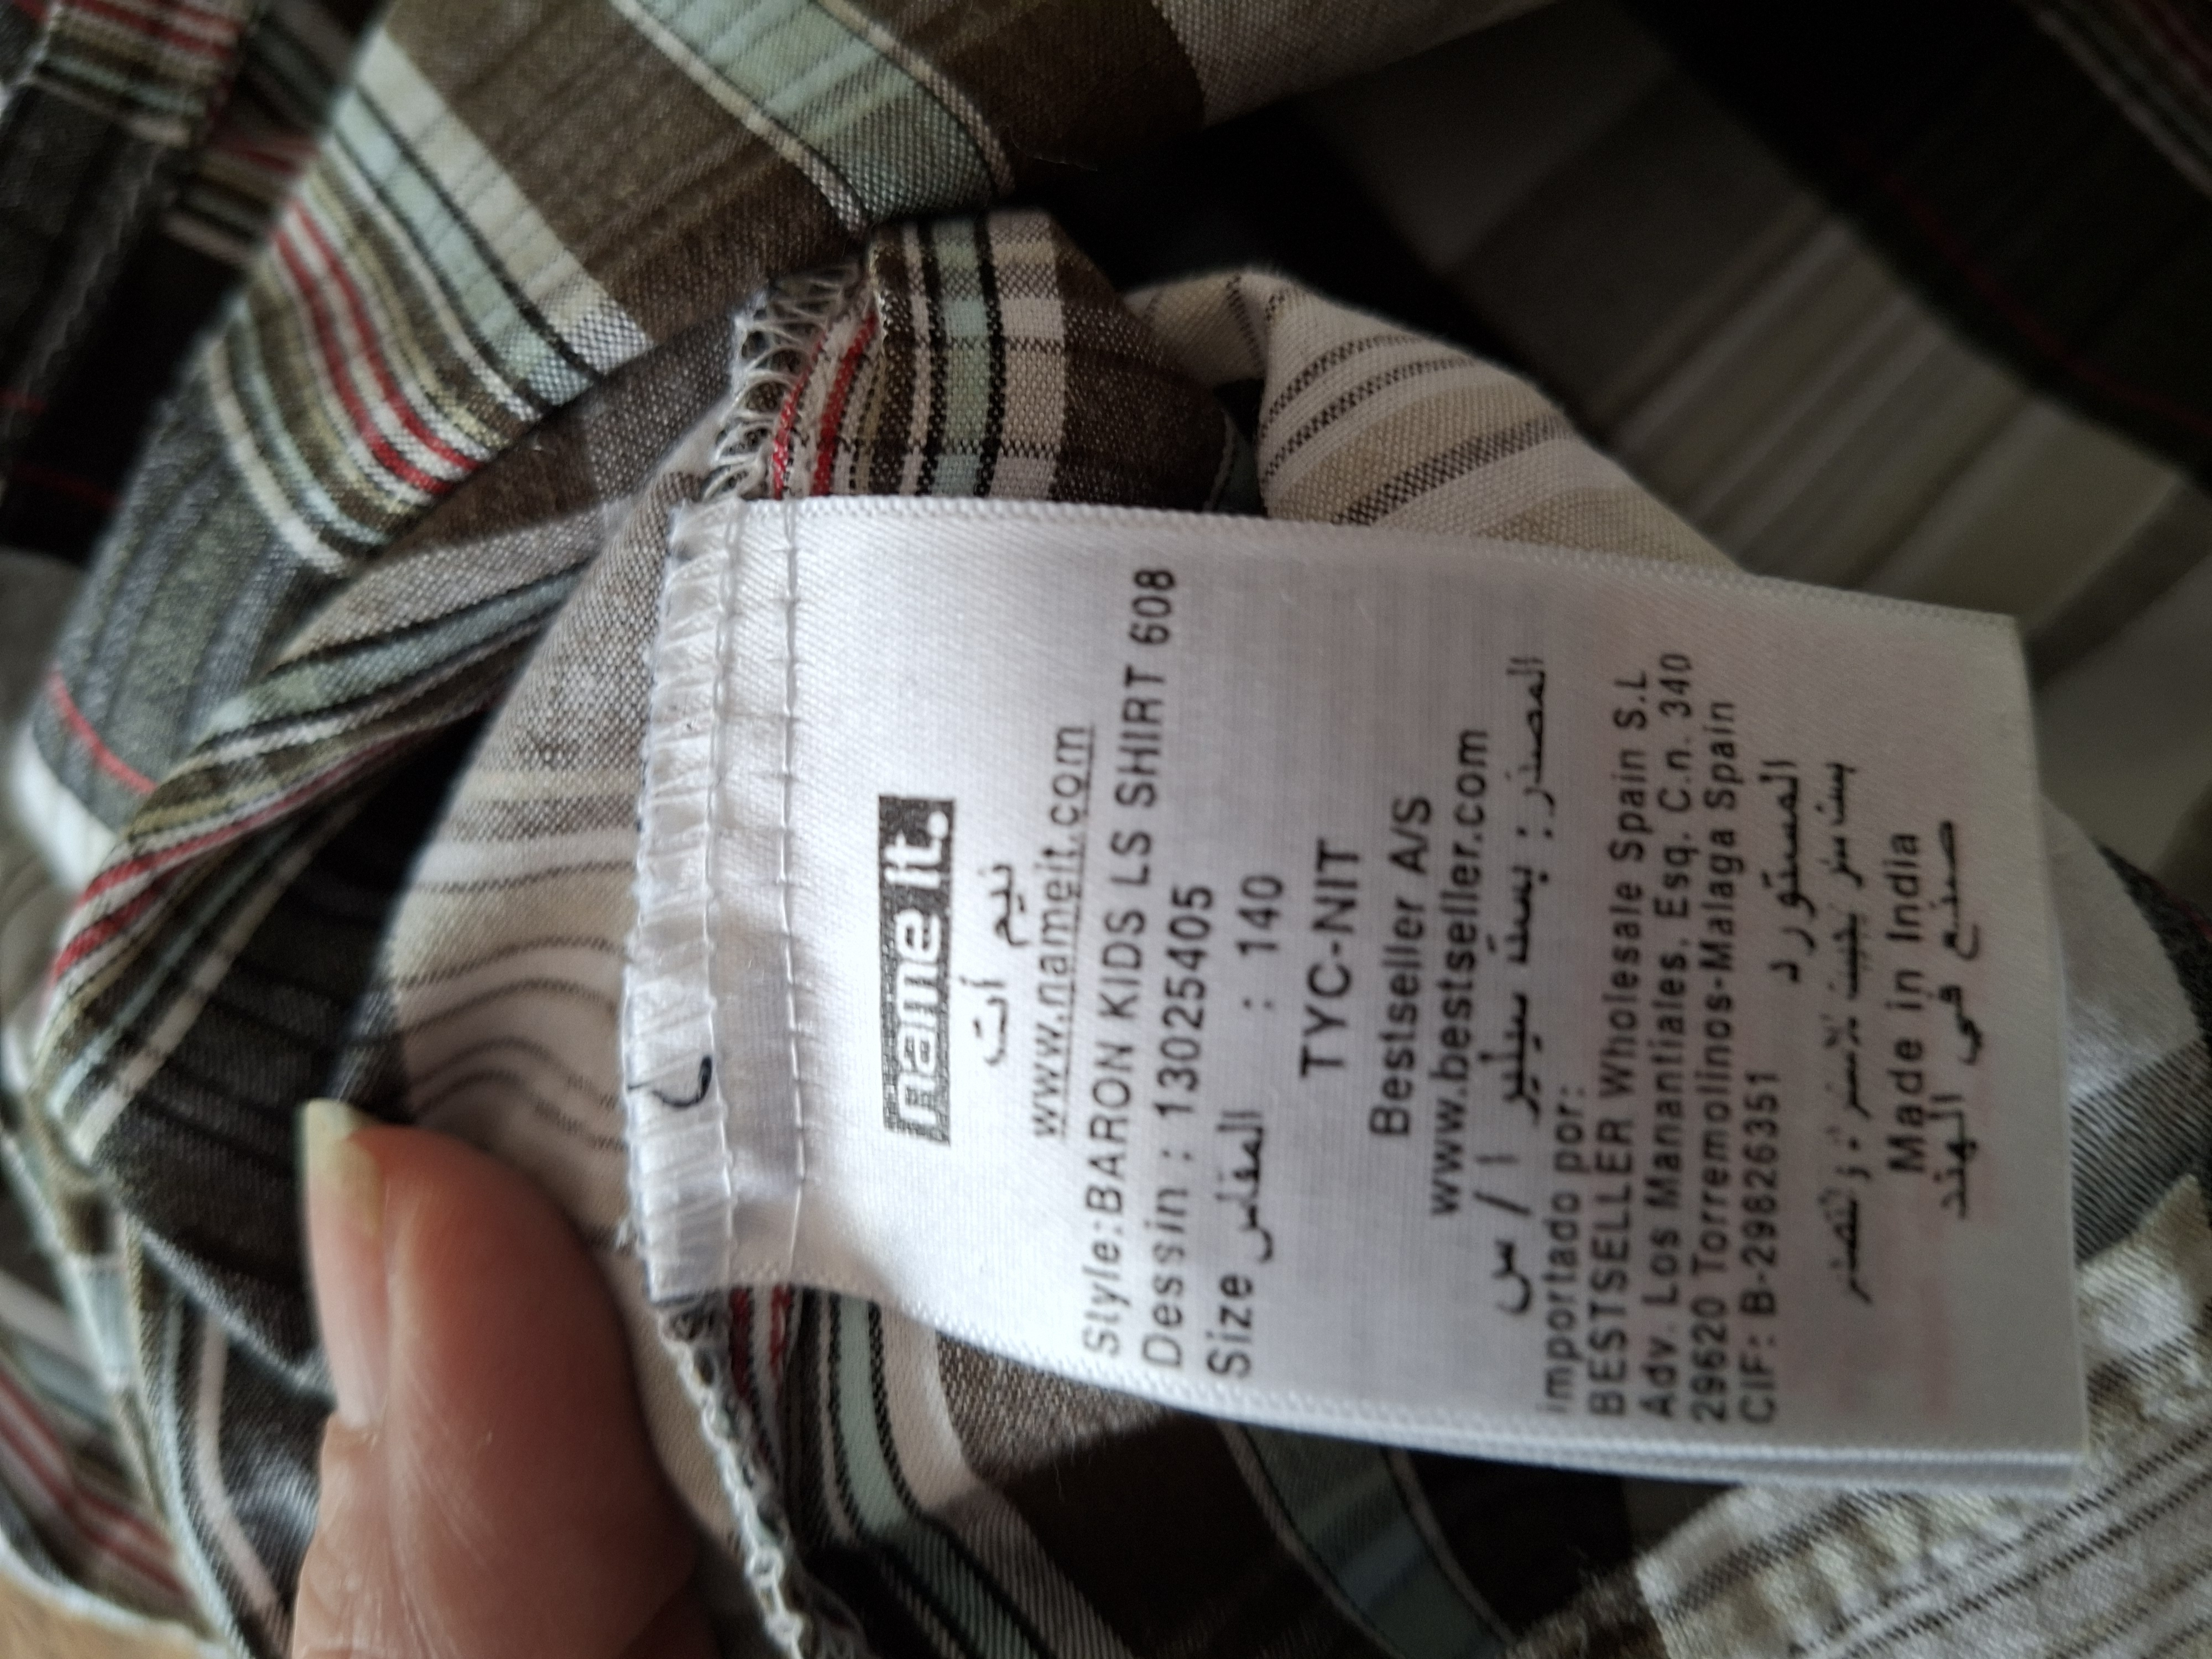 name it.
نيم أت
www.nameit.com
Style:BARON KIDS LS SHIRT 608
Dessin : 13025405
Size المقاس : 140
TYC-NIT
Bestseller A/S
www.bestseller.com
المصدر: بست سيلير ا / س
Importado por:
BESTSELLER Wholesale Spain S.L
Adv. Los Manantiales. Esq. C.n. 340
29620 Torremolinos-Malaga Spain
CIF: B-29826351
المستورد
Made in India
صنع في الهند